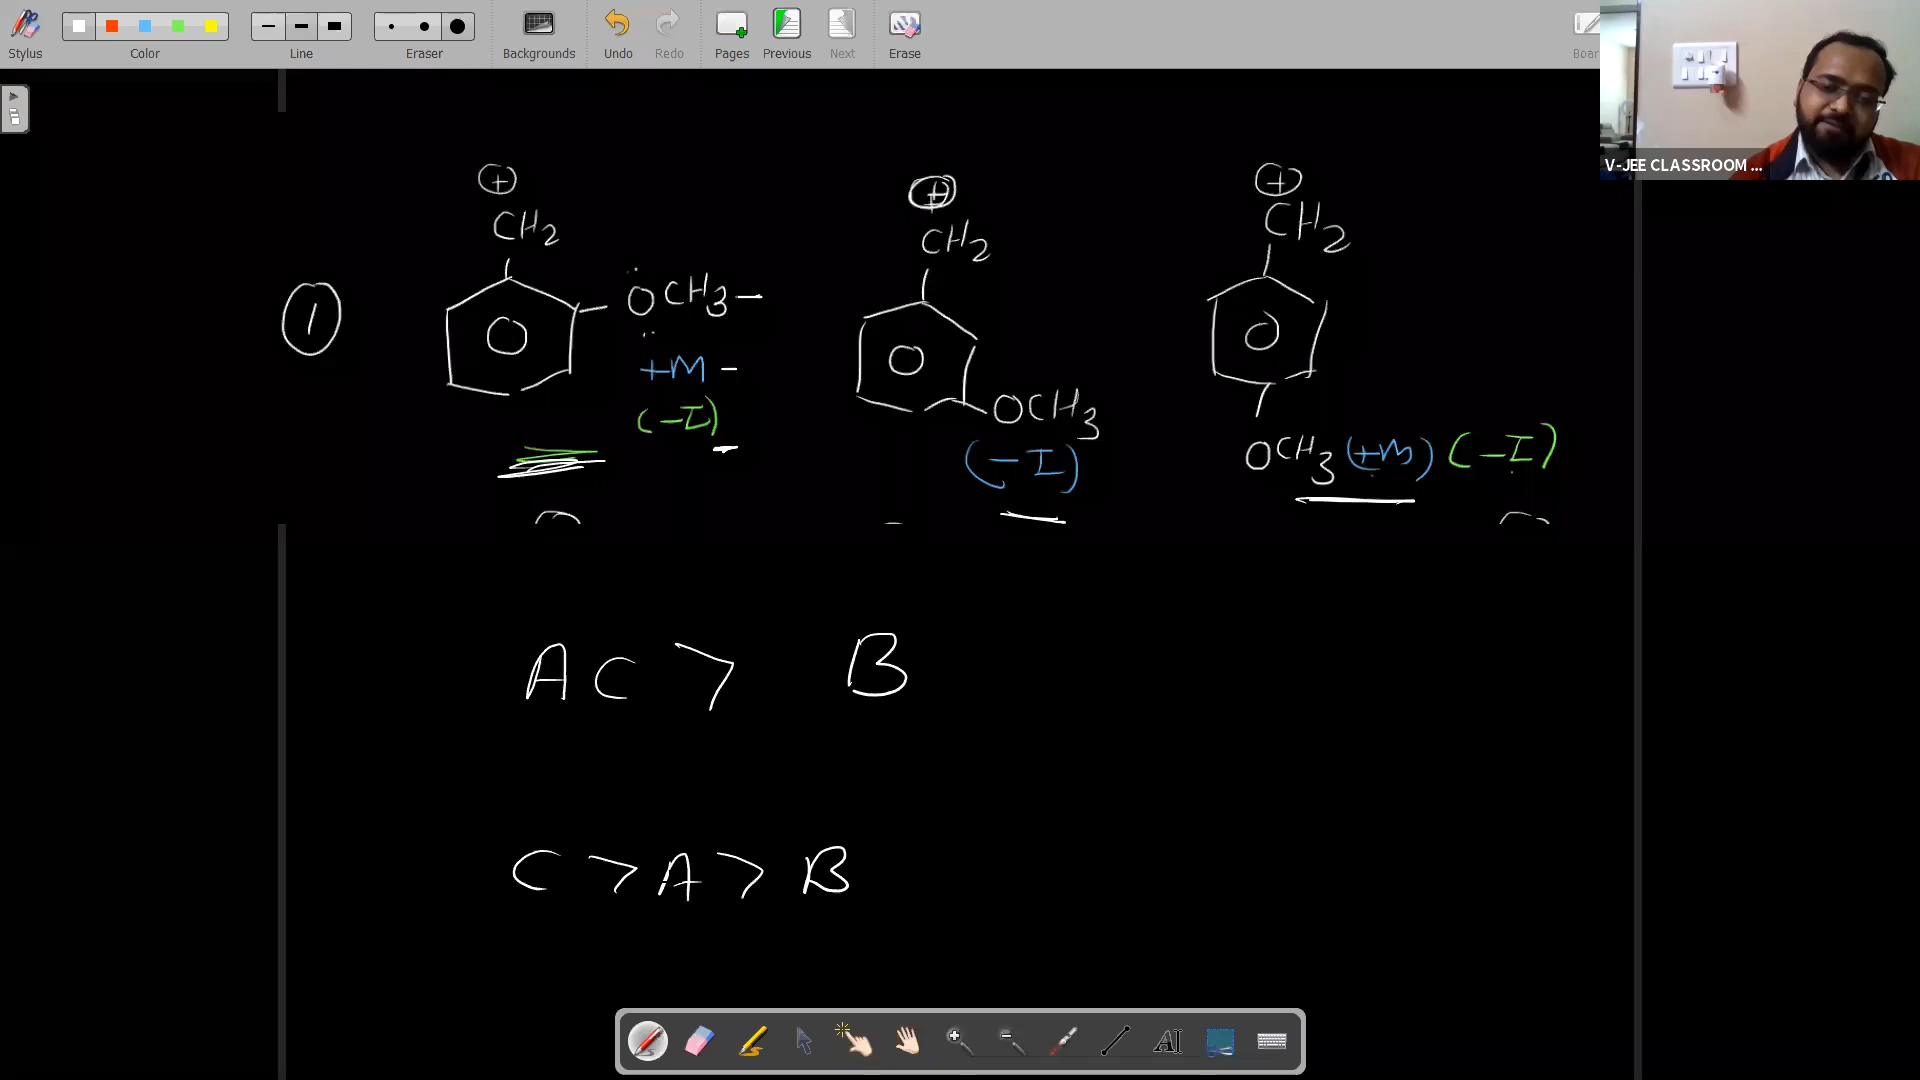 Stylus Color Line Eraser Backgrounds Undo Redo Pages Previous Next Erase
V-JEE CLASSROOM ...
⊕ ⊕ ⊕
CH2 CH2 CH2
1 OCH3
+M
(-I)
OCH3
(-I)
OCH3 (+M) (-I)
AC > B
C > A > B